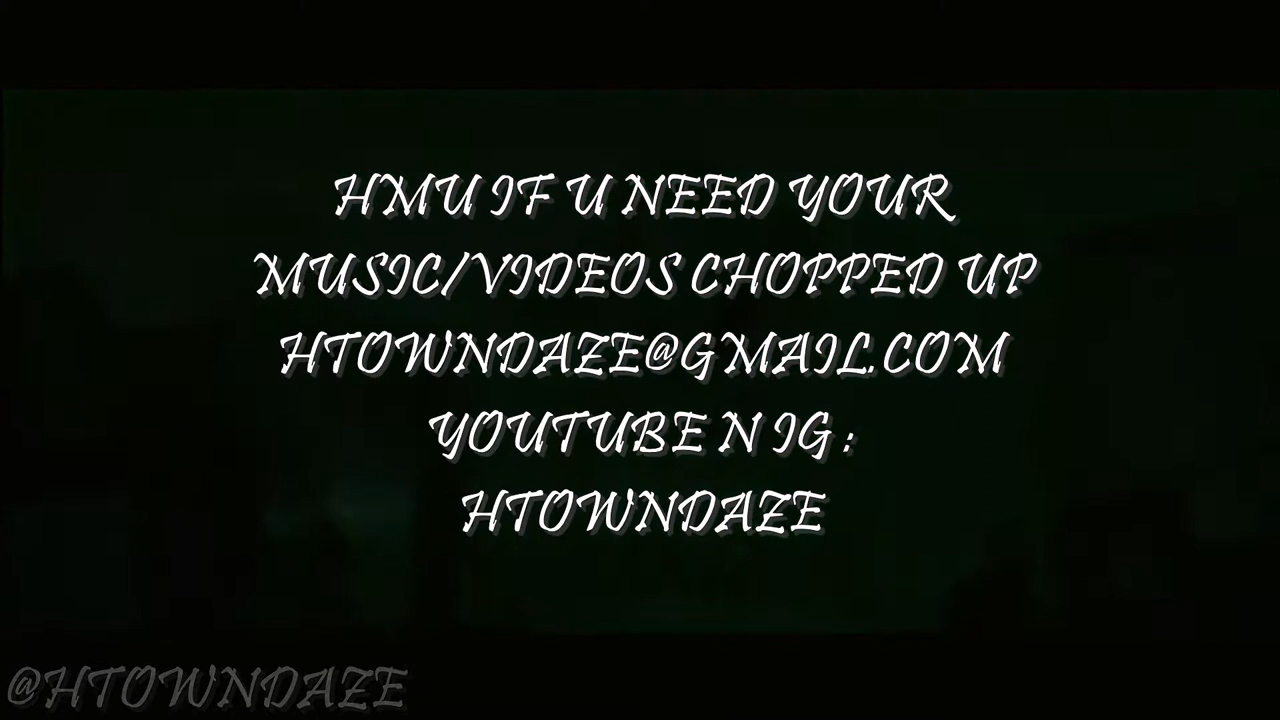 HMU IF U NEED YOUR
MUSIC/VIDEOS CHOPPED UP
HTOWNDAZE@GMAIL.COM
YOUTUBE N IG :
HTOWNDAZE
@HTOWNDAZE